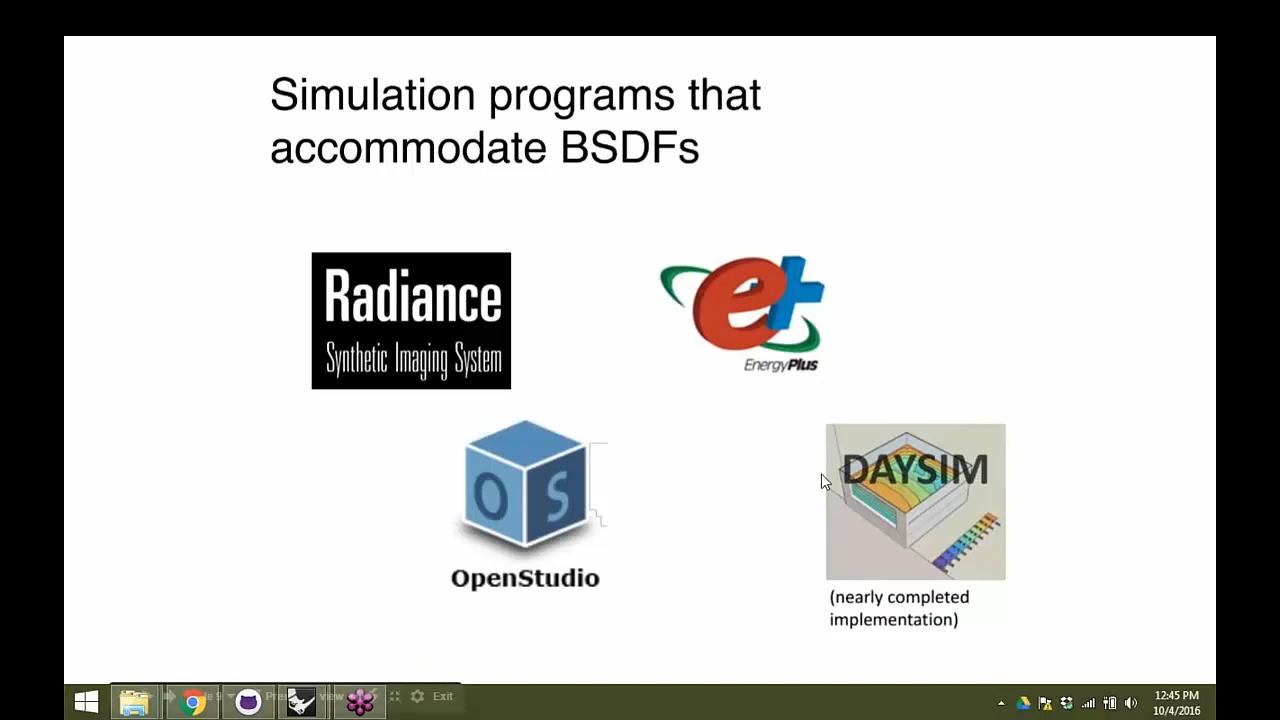 Simulation programs that
accommodate BSDFs
Radiance
Synthetic Imaging System
e+
EnergyPlus
O S
OpenStudio
DAYSIM
(nearly completed
implementation)
Exit
12:45 PM
10/4/2016